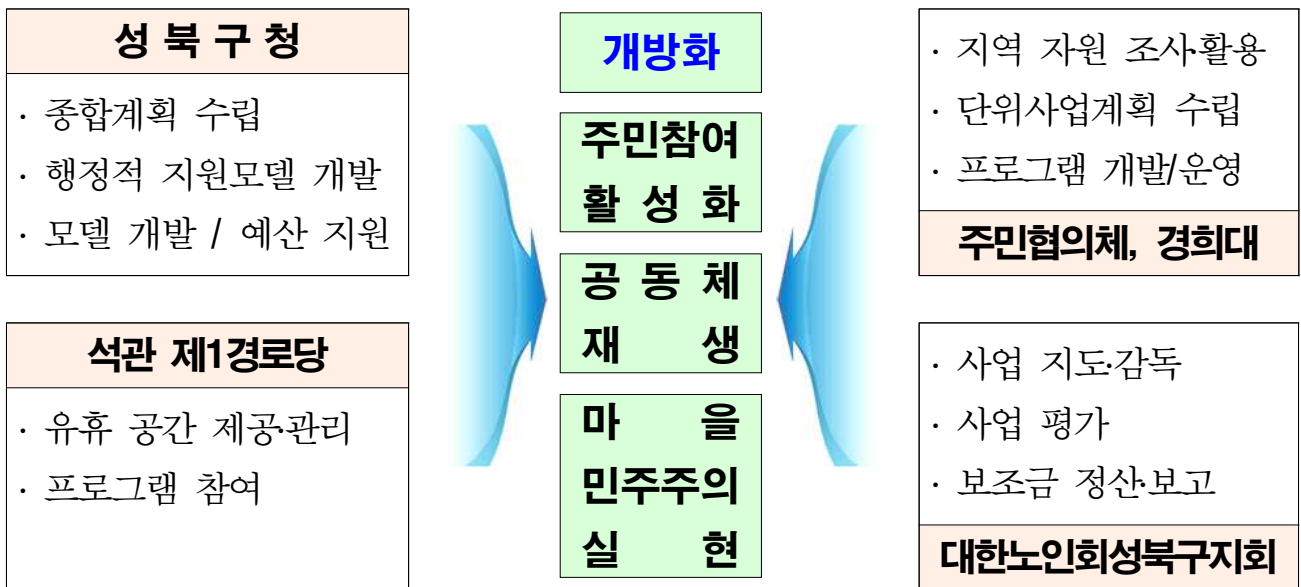 성 북 구 청
· 종합계획 수립
· 행정적 지원모델 개발
· 모델 개발 / 예산 지원
석관 제1경로당
· 유휴 공간 제공·관리
· 프로그램 참여
개방화
주민참여
활 성 화
공 동 체
재 생
마 을
민주주의
실 현
· 지역 자원 조사·활용
· 단위사업계획 수립
· 프로그램 개발/운영
주민협의체, 경희대
· 사업 지도·감독
· 사업 평가
· 보조금 정산·보고
대한노인회성북구지회